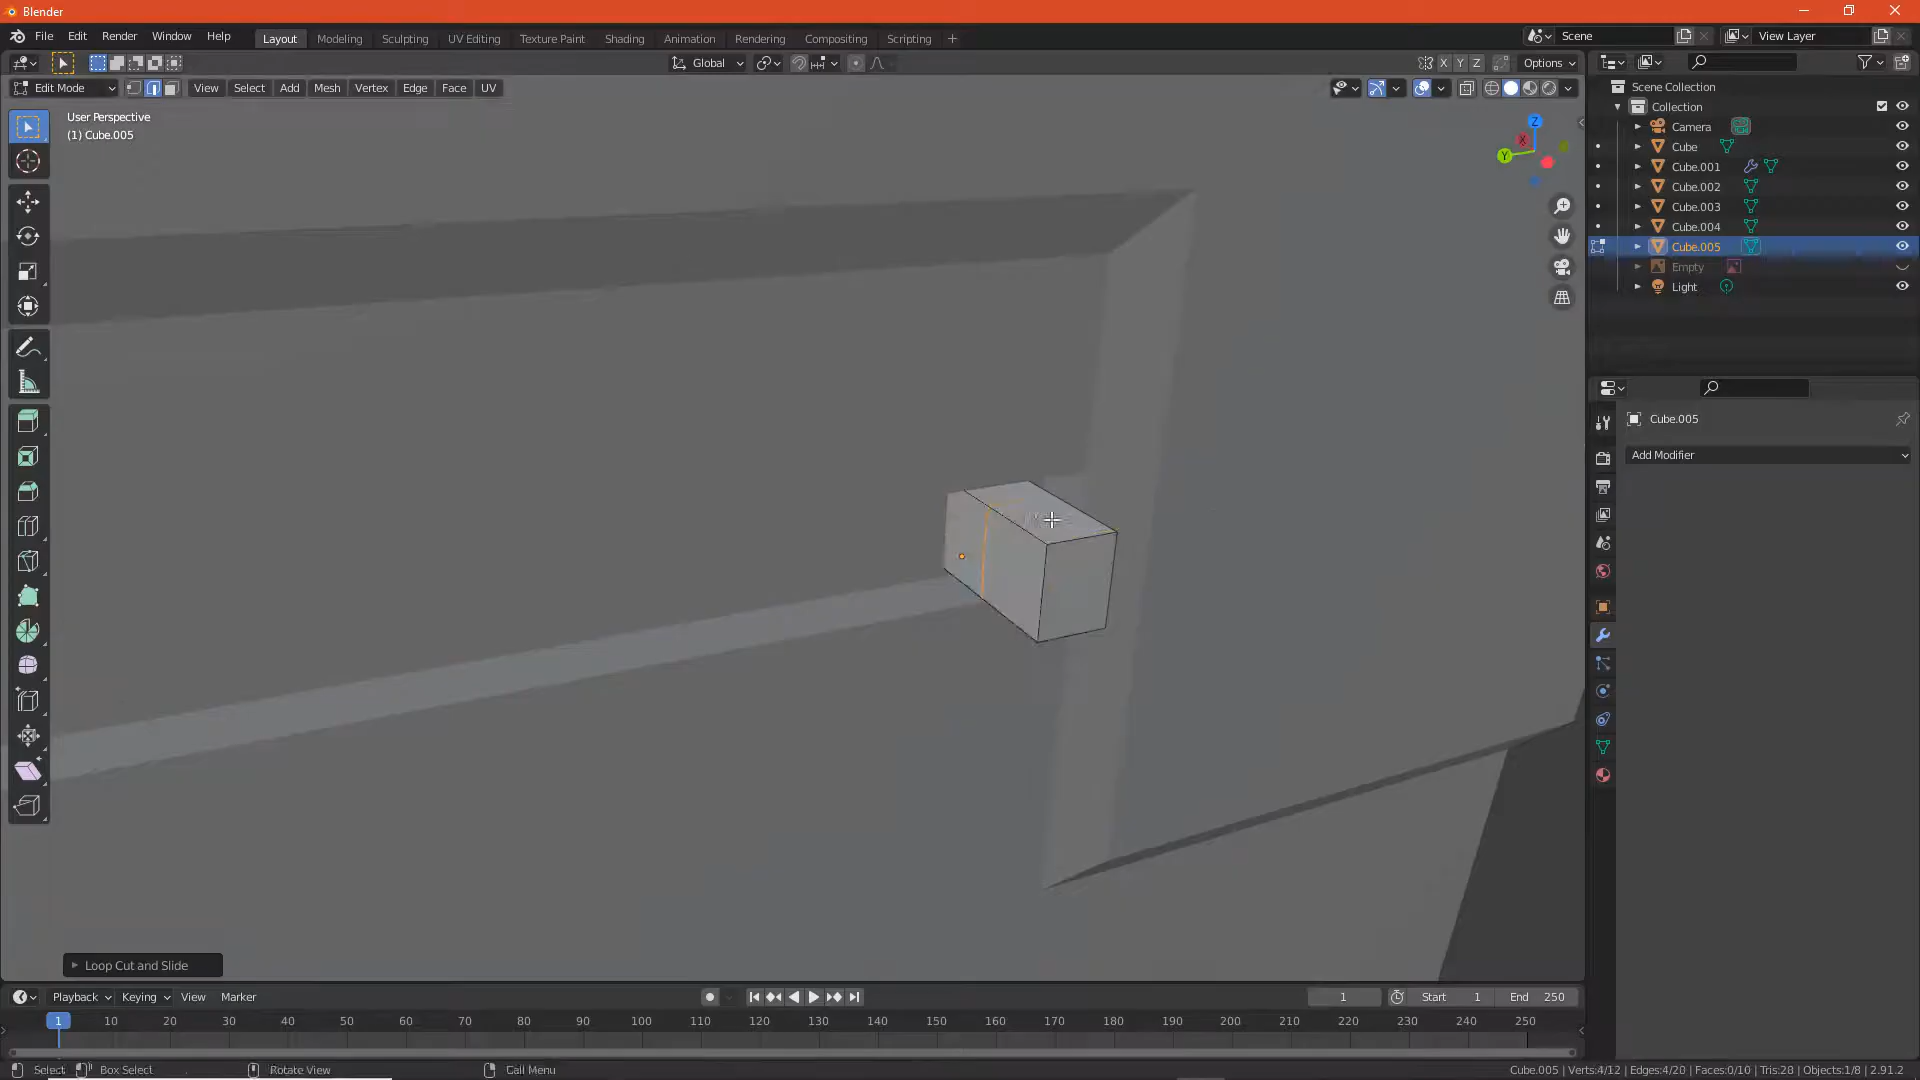 Blender
File Edit Render Window Help
Layout Modeling Sculpting UV Editing Texture Paint Shading Animation Rendering Compositing Scripting
Scene
View Layer
Global
X Y Z
Options
Edit Mode
View Select Add Mesh Vertex Edge Face UV
User Perspective
(1) Cube.005
Z
X
Y
Scene Collection
Collection
Camera
Cube
Cube.001
Cube.002
Cube.003
Cube.004
Cube.005
Empty
Light
Cube.005
Add Modifier
Loop Cut and Slide
Playback Keying View Marker
1
Start 1
End 250
1 10 20 30 40 50 60 70 80 90 100 110 120 130 140 150 160 170 180 190 200 210 220 230 240 250
Select Box Select Rotate View Call Menu
Cube.005 | Verts:4/12 | Edges:4/20 | Faces:0/10 | Tris:20 | Objects:1/8 | 2.91.2